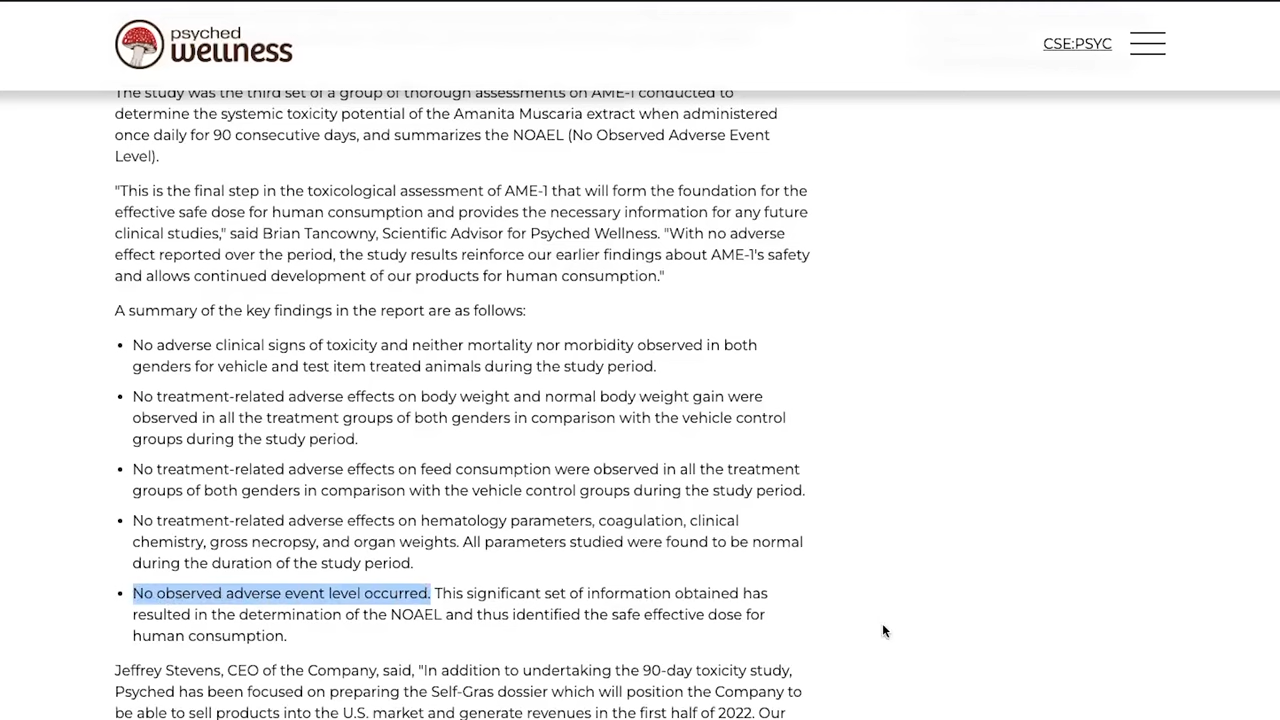 psyched
wellness
CSE:PSYC
The study was the third set of a group of thorough assessments on AME-1 conducted to
determine the systemic toxicity potential of the Amanita Muscaria extract when administered
once daily for 90 consecutive days, and summarizes the NOAEL (No Observed Adverse Event
Level).
"This is the final step in the toxicological assessment of AME-1 that will form the foundation for the
effective safe dose for human consumption and provides the necessary information for any future
clinical studies," said Brian Tancowny, Scientific Advisor for Psyched Wellness. "With no adverse
effect reported over the period, the study results reinforce our earlier findings about AME-1's safety
and allows continued development of our products for human consumption."
A summary of the key findings in the report are as follows:
• No adverse clinical signs of toxicity and neither mortality nor morbidity observed in both
genders for vehicle and test item treated animals during the study period.
• No treatment-related adverse effects on body weight and normal body weight gain were
observed in all the treatment groups of both genders in comparison with the vehicle control
groups during the study period.
• No treatment-related adverse effects on feed consumption were observed in all the treatment
groups of both genders in comparison with the vehicle control groups during the study period.
• No treatment-related adverse effects on hematology parameters, coagulation, clinical
chemistry, gross necropsy, and organ weights. All parameters studied were found to be normal
during the duration of the study period.
• No observed adverse event level occurred. This significant set of information obtained has
resulted in the determination of the NOAEL and thus identified the safe effective dose for
human consumption.
Jeffrey Stevens, CEO of the Company, said, "In addition to undertaking the 90-day toxicity study,
Psyched has been focused on preparing the Self-Gras dossier which will position the Company to
be able to sell products into the U.S. market and generate revenues in the first half of 2022. Our